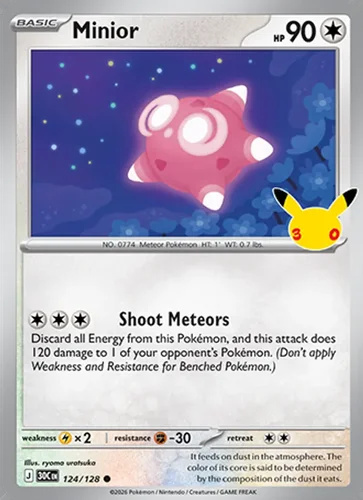 BASIC
Minior
HP 90
NO. 0774 Meteor Pokémon HT: 1' WT: 0.7 lbs.
30
Shoot Meteors
Discard all Energy from this Pokémon, and this attack does
120 damage to 1 of your opponent's Pokémon. (Don't apply
Weakness and Resistance for Benched Pokémon.)
weakness ×2 resistance -30 retreat
Illus. ryoma uratsuka
J 30C EN 124/128
It feeds on dust in the atmosphere. The
color of its core is said to be determined
by the composition of the dust it eats.
©2026 Pokémon / Nintendo / Creatures / GAME FREAK